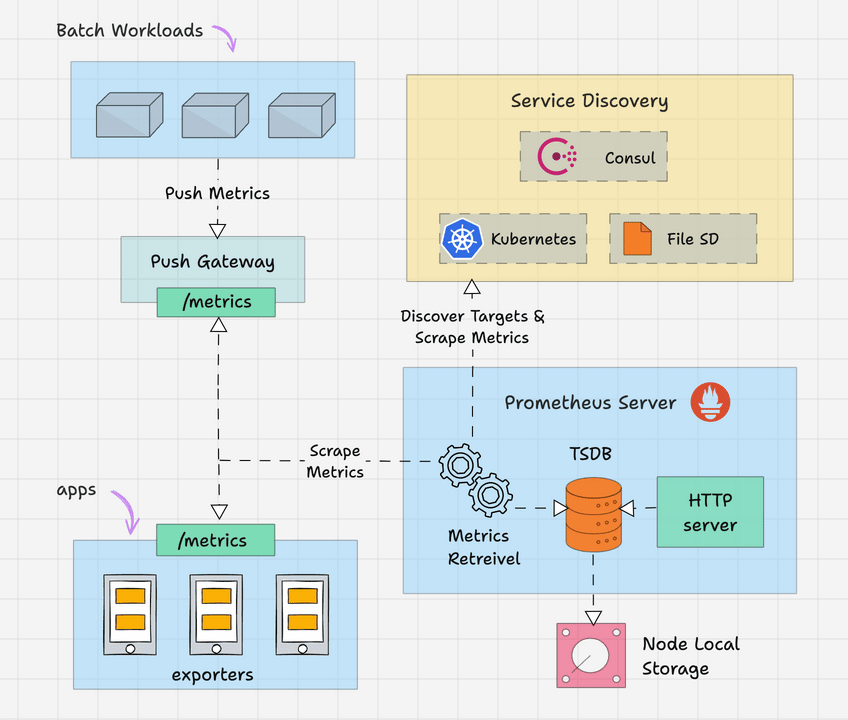 Batch Workloads
Push Metrics
Push Gateway
/metrics
Service Discovery
Consul
Kubernetes
File SD
Discover Targets &
Scrape Metrics
Prometheus Server
Scrape
Metrics
TSDB
HTTP
server
Metrics
Retreivel
apps
/metrics
exporters
Node Local
Storage